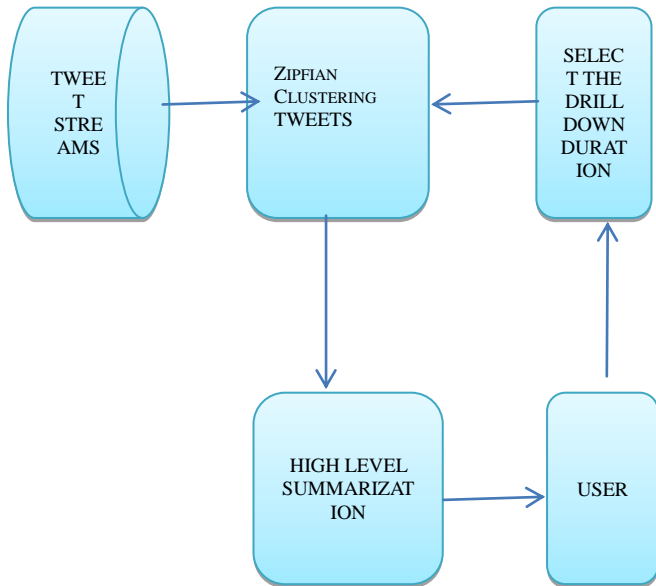 TWEE
T
STRE
AMS
ZIPFIAN
CLUSTERING
TWEETS
SELEC
T THE
DRILL
DOWN
DURAT
ION
HIGH LEVEL
SUMMARIZAT
ION
USER